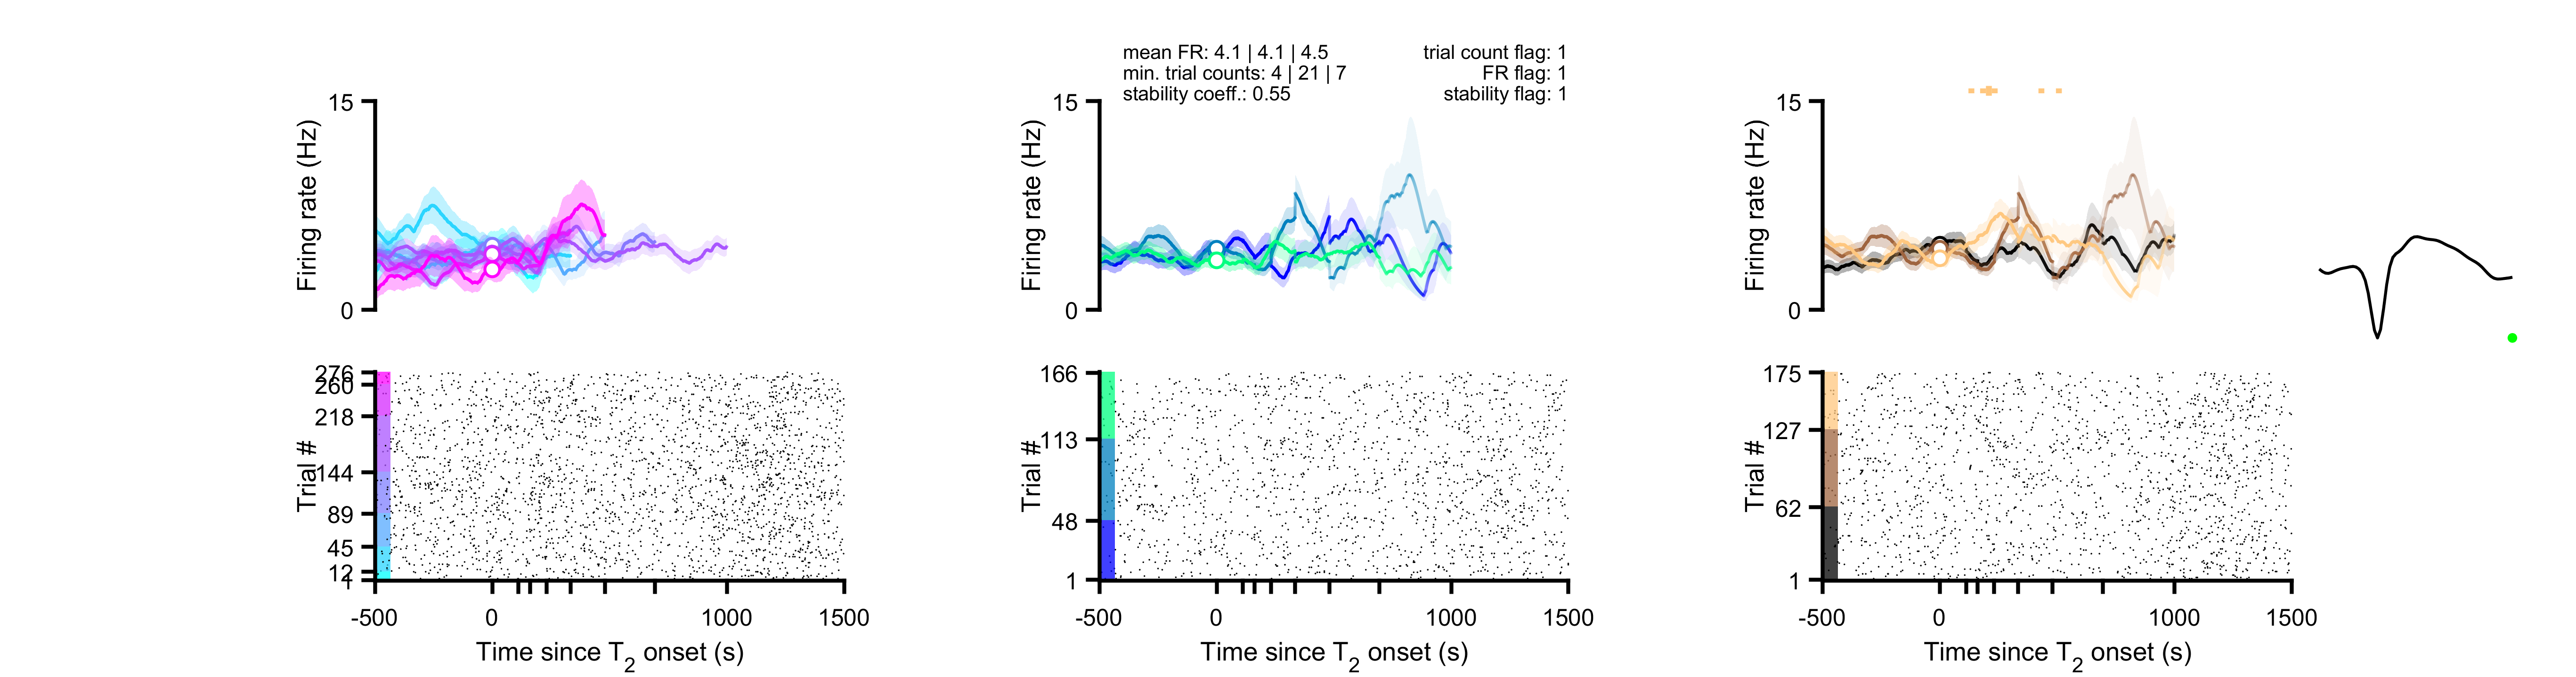 mean FR: 4.1 | 4.1 | 4.5
min. trial counts: 4 | 21 | 7
stability coeff.: 0.55
trial count flag: 1
FR flag: 1
stability flag: 1
15
Firing rate (Hz)
0
276
260
218
144
89
45
12
Trial #
-500
0
1000
1500
Time since T2 onset (s)
15
Firing rate (Hz)
0
166
113
48
1
Trial #
-500
0
1000
1500
Time since T2 onset (s)
15
Firing rate (Hz)
0
175
127
62
1
Trial #
-500
0
1000
1500
Time since T2 onset (s)